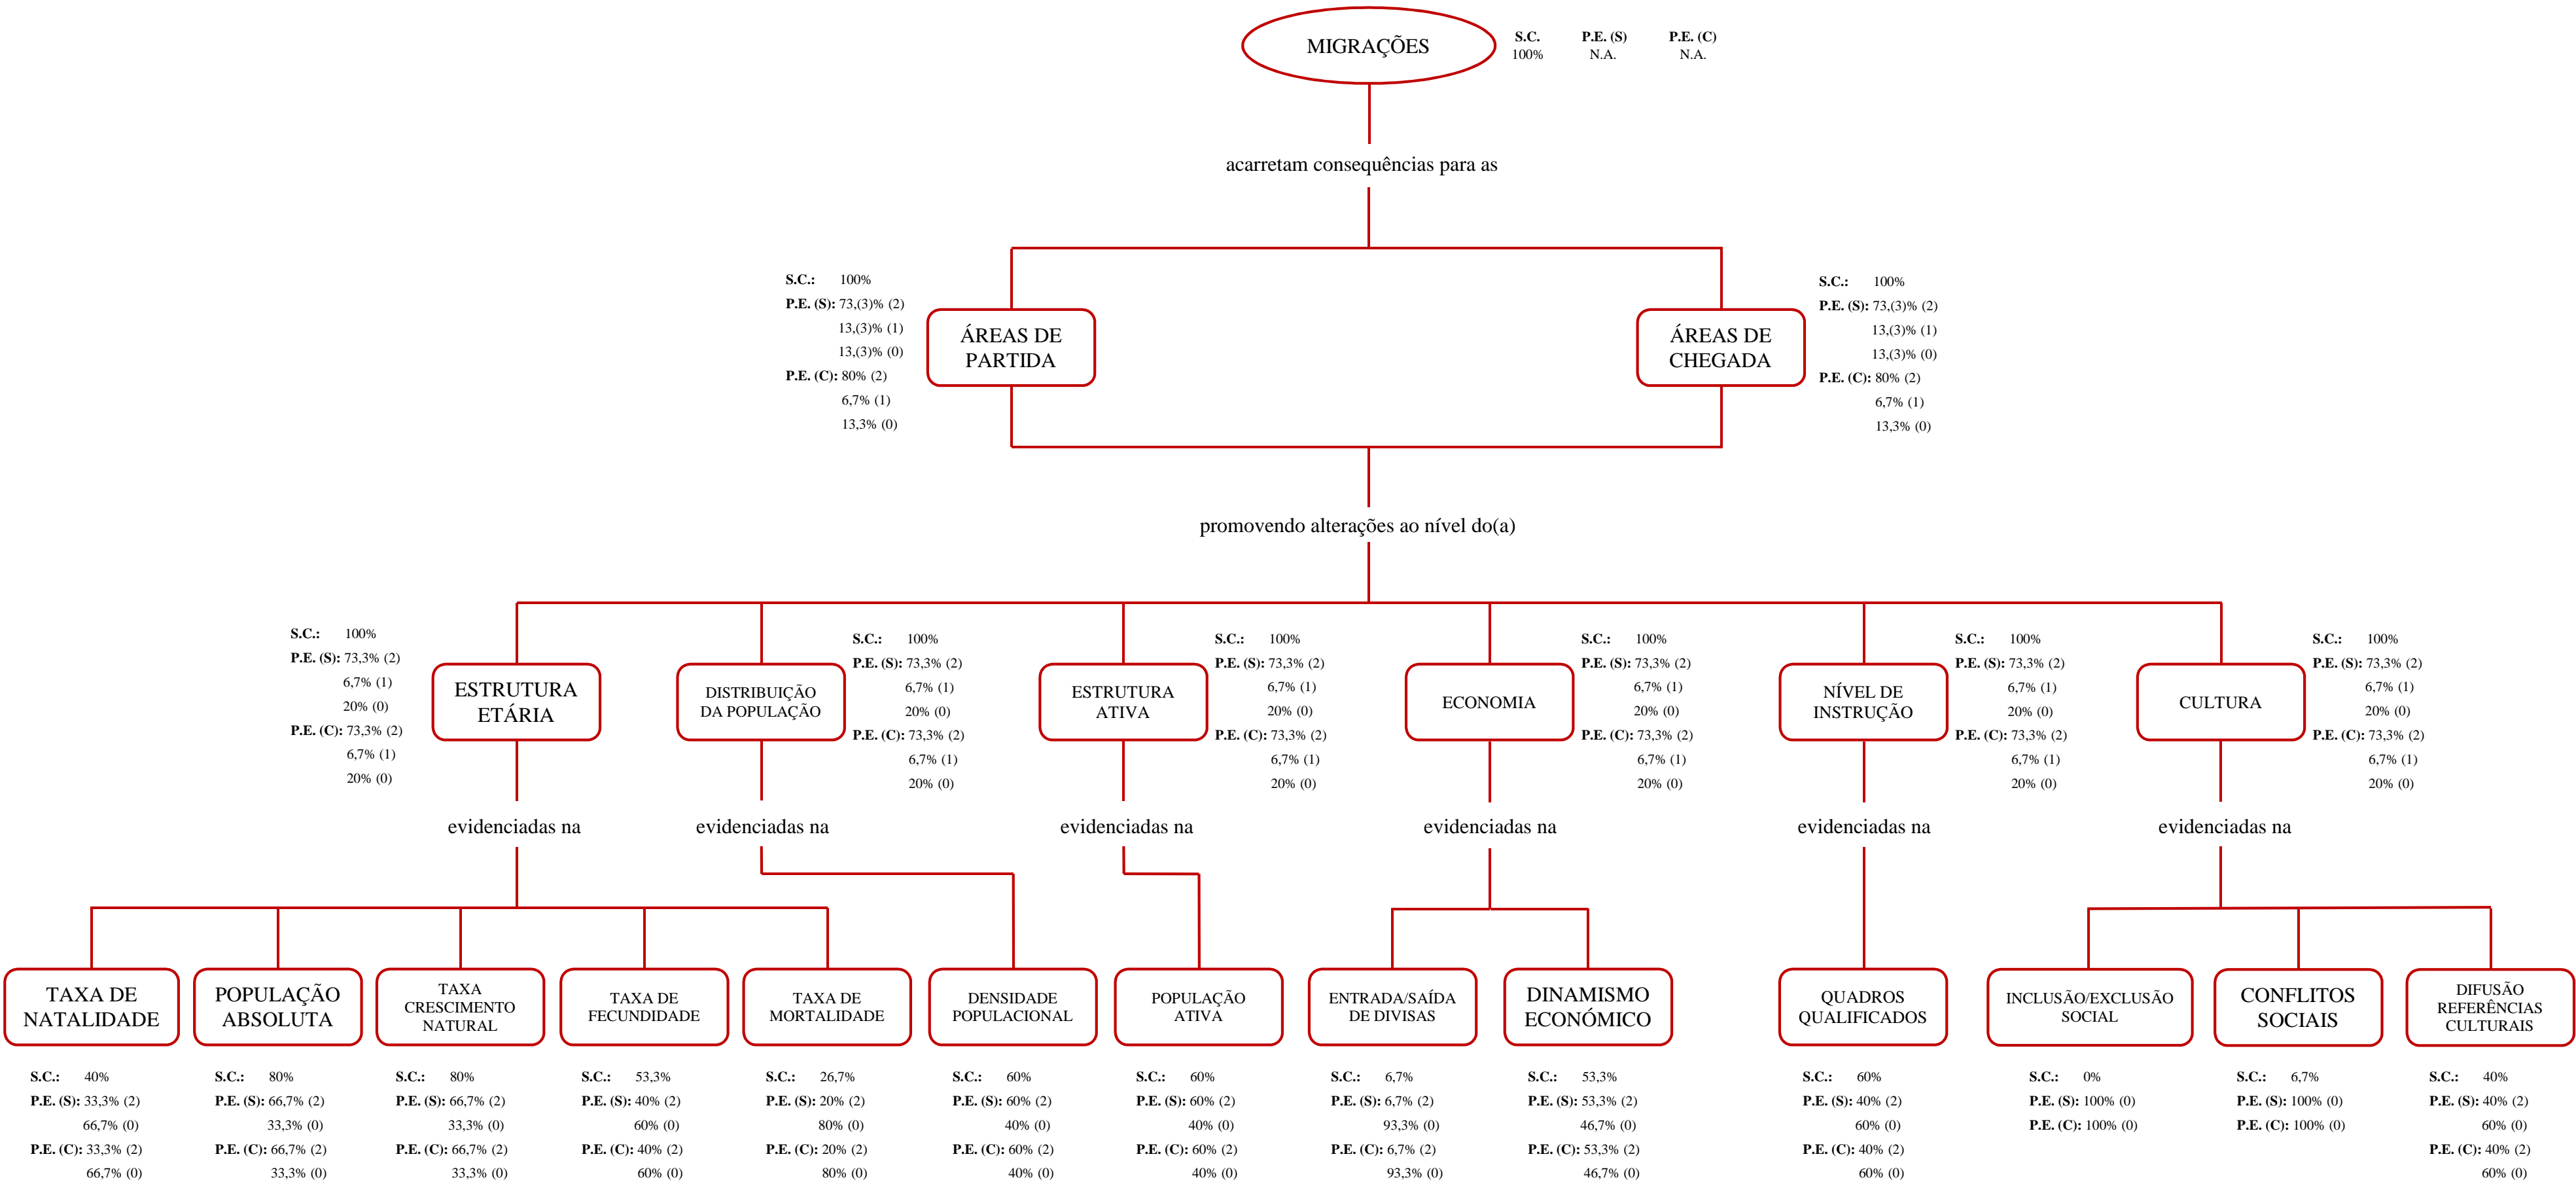 MIGRAÇÕES
S.C. P.E. (S) P.E. (C)
100% N.A. N.A.
acarretam consequências para as
S.C.: 100%
P.E. (S): 73,(3)% (2)
13,(3)% (1)
13,(3)% (0)
P.E. (C): 80% (2)
6,7% (1)
13,3% (0)
ÁREAS DE
PARTIDA
ÁREAS DE
CHEGADA
S.C.: 100%
P.E. (S): 73,(3)% (2)
13,(3)% (1)
13,(3)% (0)
P.E. (C): 80% (2)
6,7% (1)
13,3% (0)
promovendo alterações ao nível do(a)
S.C.: 100%
P.E. (S): 73,3% (2)
6,7% (1)
20% (0)
P.E. (C): 73,3% (2)
6,7% (1)
20% (0)
ESTRUTURA
ETÁRIA
DISTRIBUIÇÃO
DA POPULAÇÃO
S.C.: 100%
P.E. (S): 73,3% (2)
6,7% (1)
20% (0)
P.E. (C): 73,3% (2)
6,7% (1)
20% (0)
ESTRUTURA
ATIVA
S.C.: 100%
P.E. (S): 73,3% (2)
6,7% (1)
20% (0)
P.E. (C): 73,3% (2)
6,7% (1)
20% (0)
ECONOMIA
S.C.: 100%
P.E. (S): 73,3% (2)
6,7% (1)
20% (0)
P.E. (C): 73,3% (2)
6,7% (1)
20% (0)
NÍVEL DE
INSTRUÇÃO
S.C.: 100%
P.E. (S): 73,3% (2)
6,7% (1)
20% (0)
P.E. (C): 73,3% (2)
6,7% (1)
20% (0)
CULTURA
S.C.: 100%
P.E. (S): 73,3% (2)
6,7% (1)
20% (0)
P.E. (C): 73,3% (2)
6,7% (1)
20% (0)
evidenciadas na
evidenciadas na
evidenciadas na
evidenciadas na
evidenciadas na
evidenciadas na
TAXA DE
NATALIDADE
S.C.: 40%
P.E. (S): 33,3% (2)
66,7% (0)
P.E. (C): 33,3% (2)
66,7% (0)
POPULAÇÃO
ABSOLUTA
S.C.: 80%
P.E. (S): 66,7% (2)
33,3% (0)
P.E. (C): 66,7% (2)
33,3% (0)
TAXA
CRESCIMENTO
NATURAL
S.C.: 80%
P.E. (S): 66,7% (2)
33,3% (0)
P.E. (C): 66,7% (2)
33,3% (0)
TAXA DE
FECUNDIDADE
S.C.: 53,3%
P.E. (S): 40% (2)
60% (0)
P.E. (C): 40% (2)
60% (0)
TAXA DE
MORTALIDADE
S.C.: 26,7%
P.E. (S): 20% (2)
80% (0)
P.E. (C): 20% (2)
80% (0)
DENSIDADE
POPULACIONAL
S.C.: 60%
P.E. (S): 60% (2)
40% (0)
P.E. (C): 60% (2)
40% (0)
POPULAÇÃO
ATIVA
S.C.: 60%
P.E. (S): 60% (2)
40% (0)
P.E. (C): 60% (2)
40% (0)
ENTRADA/SAÍDA
DE DIVISAS
S.C.: 6,7%
P.E. (S): 6,7% (2)
93,3% (0)
P.E. (C): 6,7% (2)
93,3% (0)
DINAMISMO
ECONÓMICO
S.C.: 53,3%
P.E. (S): 53,3% (2)
46,7% (0)
P.E. (C): 53,3% (2)
46,7% (0)
QUADROS
QUALIFICADOS
S.C.: 60%
P.E. (S): 40% (2)
60% (0)
P.E. (C): 40% (2)
60% (0)
INCLUSÃO/EXCLUSÃO
SOCIAL
S.C.: 0%
P.E. (S): 100% (0)
P.E. (C): 100% (0)
CONFLITOS
SOCIAIS
S.C.: 6,7%
P.E. (S): 100% (0)
P.E. (C): 100% (0)
DIFUSÃO
REFERÊNCIAS
CULTURAIS
S.C.: 40%
P.E. (S): 40% (2)
60% (0)
P.E. (C): 40% (2)
60% (0)